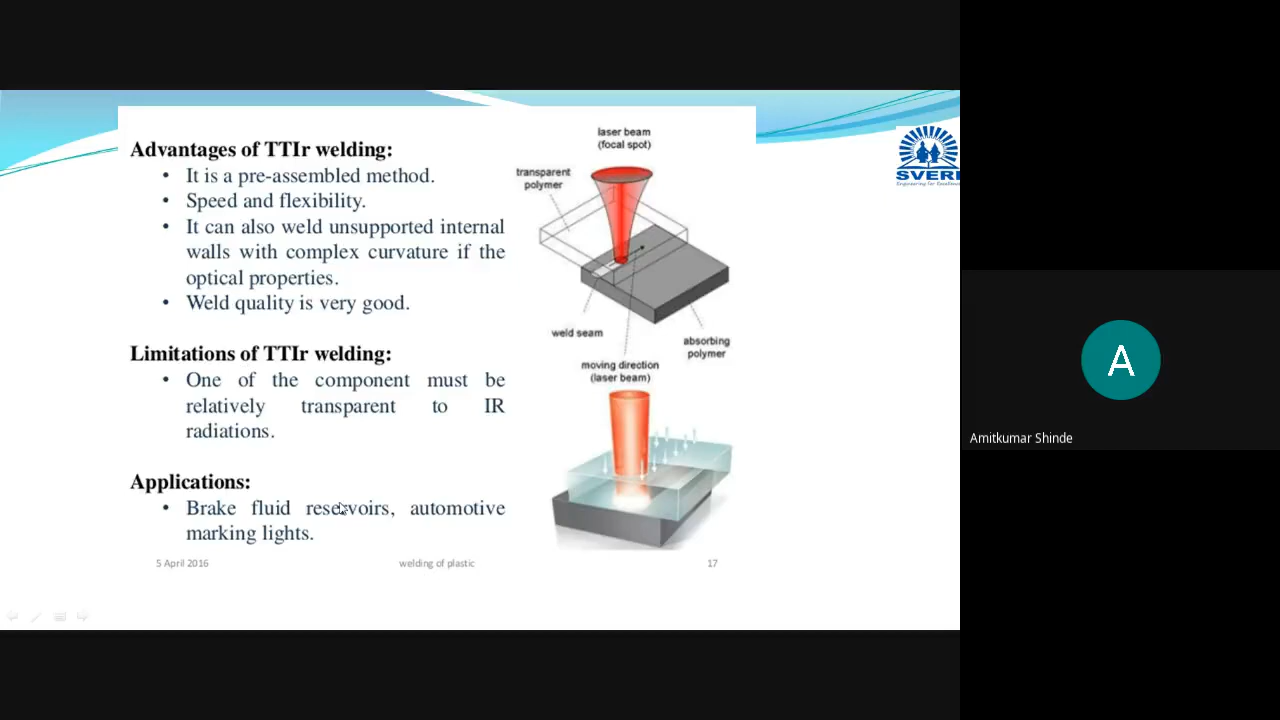 Advantages of TTIr welding:
• It is a pre-assembled method.
• Speed and flexibility.
• It can also weld unsupported internal
walls with complex curvature if the
optical properties.
• Weld quality is very good.
Limitations of TTIr welding:
• One of the component must be
relatively transparent to IR
radiations.
Applications:
• Brake fluid reservoirs, automotive
marking lights.
laser beam
(focal spot)
transparent
polymer
weld seam
absorbing
polymer
moving direction
(laser beam)
5 April 2016
welding of plastic
17
SVERI
Engineering for Excellence
A
Amitkumar Shinde